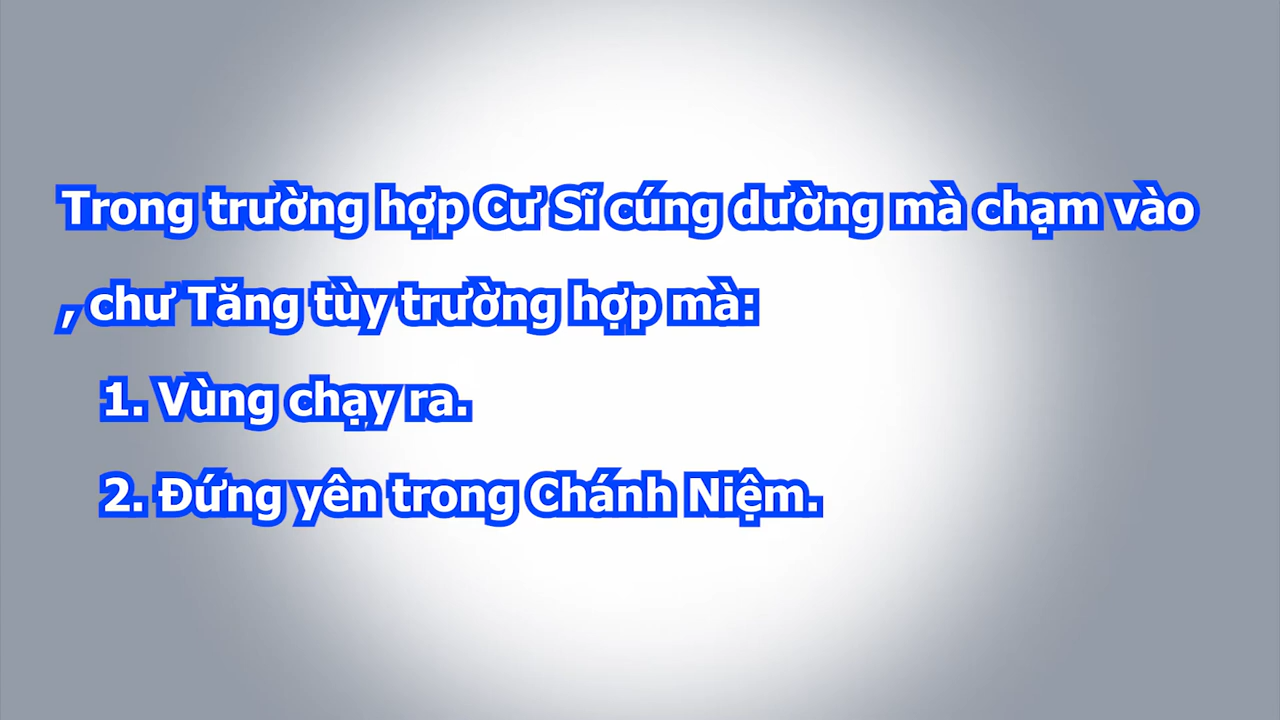 Trong trường hợp Cư Sĩ cúng dường mà chạm vào
, chư Tăng tùy trường hợp mà:
1. Vùng chạy ra.
2. Đứng yên trong Chánh Niệm.